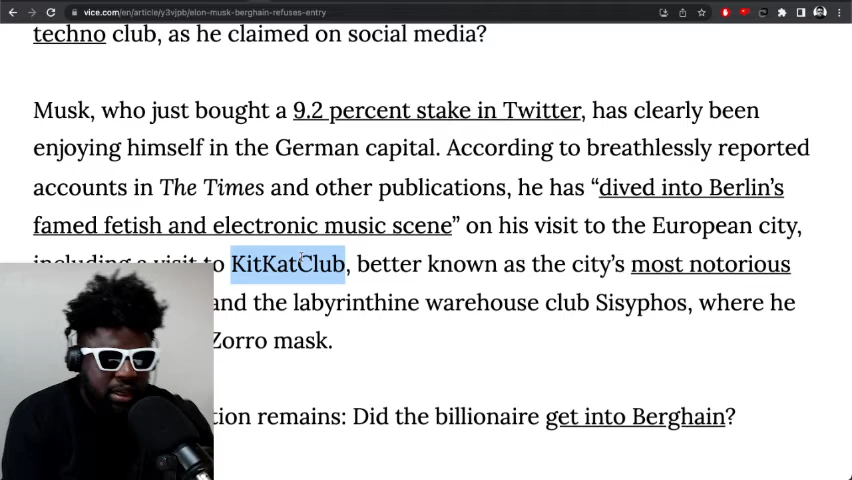 vice.com/en/article/y3vjpb/elon-musk-berghain-refuses-entry
techno club, as he claimed on social media?
Musk, who just bought a 9.2 percent stake in Twitter, has clearly been
enjoying himself in the German capital. According to breathlessly reported
accounts in The Times and other publications, he has “dived into Berlin’s
famed fetish and electronic music scene” on his visit to the European city,
including a visit to KitKatClub, better known as the city’s most notorious
and the labyrinthine warehouse club Sisyphos, where he
Zorro mask.
tion remains: Did the billionaire get into Berghain?